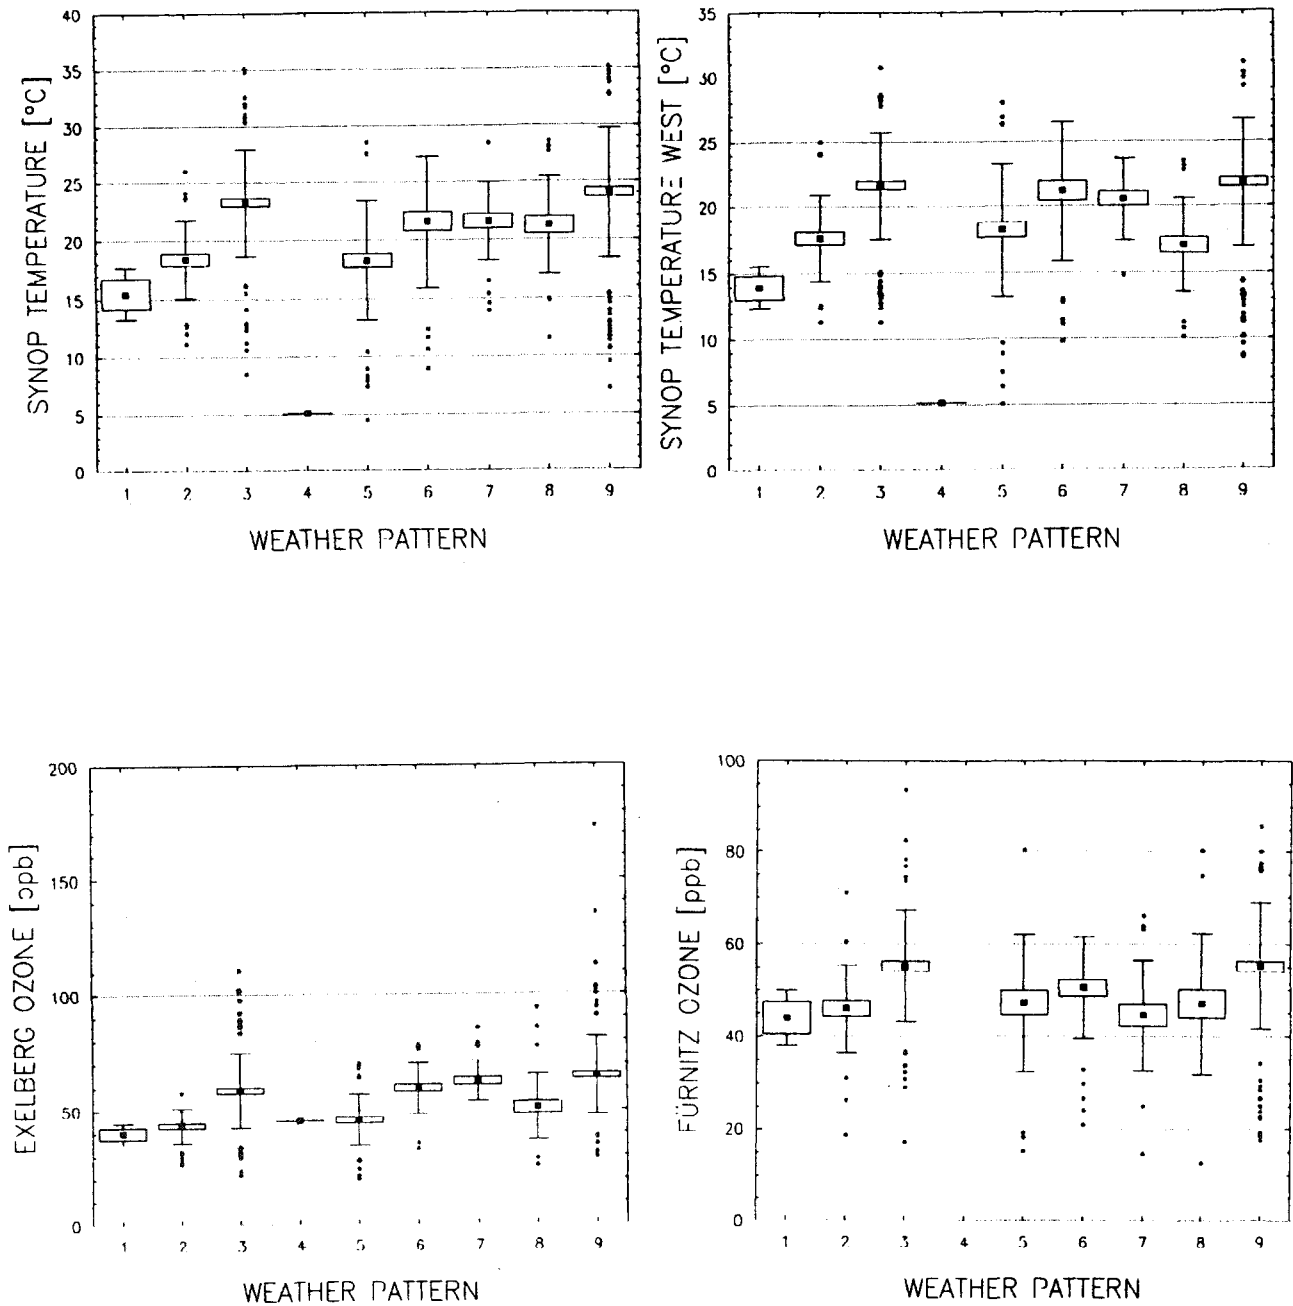 SYNOP TEMPERATURE [°C]
40
35
30
25
20
15
10
5
0
1 2 3 4 5 6 7 8 9
WEATHER PATTERN
SYNOP TEMPERATURE WEST [°C]
35
30
25
20
15
10
5
0
1 2 3 4 5 6 7 8 9
WEATHER PATTERN
EXELBERG OZONE [ppb]
200
150
100
50
0
1 2 3 4 5 6 7 8 9
WEATHER PATTERN
FÜRNITZ OZONE [ppb]
100
80
60
40
20
0
1 2 3 4 5 6 7 8 9
WEATHER PATTERN